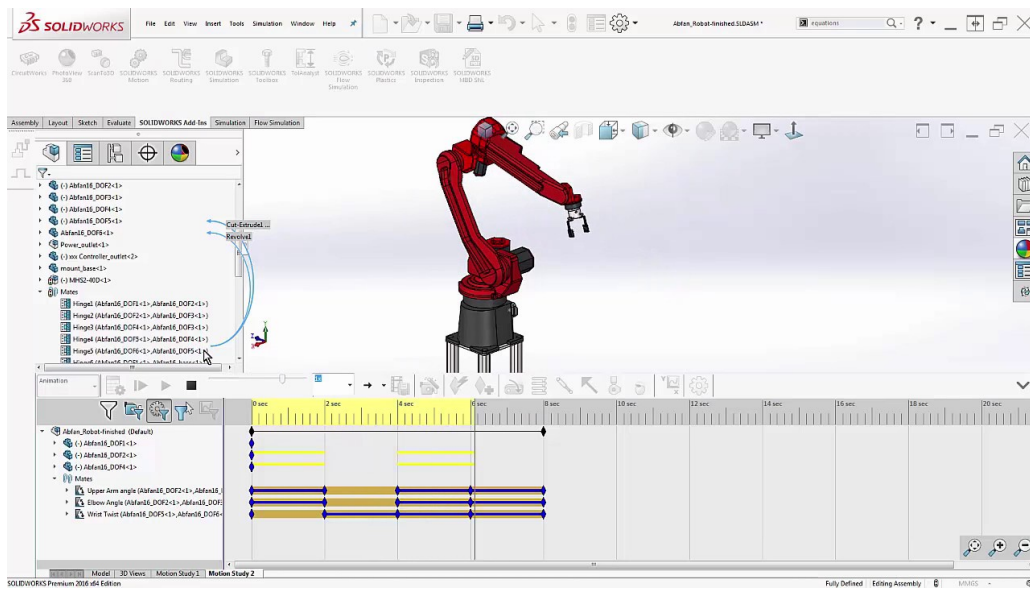 SOLIDWORKS
File Edit View Insert Tools Simulation Window Help
Abfan_Robot-finished.SLDASM *
equations
CircuitWorks
PhotoView 360
ScanTo3D
SOLIDWORKS Motion
SOLIDWORKS Routing
SOLIDWORKS Simulation
SOLIDWORKS Toolbox
TolAnalyst
SOLIDWORKS Flow Simulation
SOLIDWORKS Plastics
SOLIDWORKS Inspection
SOLIDWORKS MBD SNL
Assembly Layout Sketch Evaluate SOLIDWORKS Add-Ins Simulation Flow Simulation
(-) Abfan16_DOF2<1>
(-) Abfan16_DOF3<1>
(-) Abfan16_DOF4<1>
(-) Abfan16_DOF5<1>
Abfan16_DOF6<1>
Power_outlet<1>
(-) xxx Controller_outlet<2>
mount_base<1>
(-) MHS2-40D<1>
Mates
Hinge1 (Abfan16_DOF1<1>,Abfan16_DOF2<1>)
Hinge2 (Abfan16_DOF2<1>,Abfan16_DOF3<1>)
Hinge3 (Abfan16_DOF4<1>,Abfan16_DOF3<1>)
Hinge4 (Abfan16_DOF5<1>,Abfan16_DOF4<1>)
Hinge5 (Abfan16_DOF6<1>,Abfan16_DOF5<1>)
Cut-Extrude1 ...
Revolve1
Animation
1x
0 sec 2 sec 4 sec 6 sec 8 sec 10 sec 12 sec 14 sec 16 sec 18 sec 20 sec
Abfan_Robot-finished (Default)
(-) Abfan16_DOF1<1>
(-) Abfan16_DOF2<1>
(-) Abfan16_DOF4<1>
Mates
Upper Arm angle (Abfan16_DOF2<1>,Abfan16_
Elbow Angle (Abfan16_DOF2<1>,Abfan16_DOF3
Wrist Twist (Abfan16_DOF5<1>,Abfan16_DOF6<
Model 3D Views Motion Study 1 Motion Study 2
SOLIDWORKS Premium 2016 x64 Edition
Fully Defined Editing Assembly MMGS